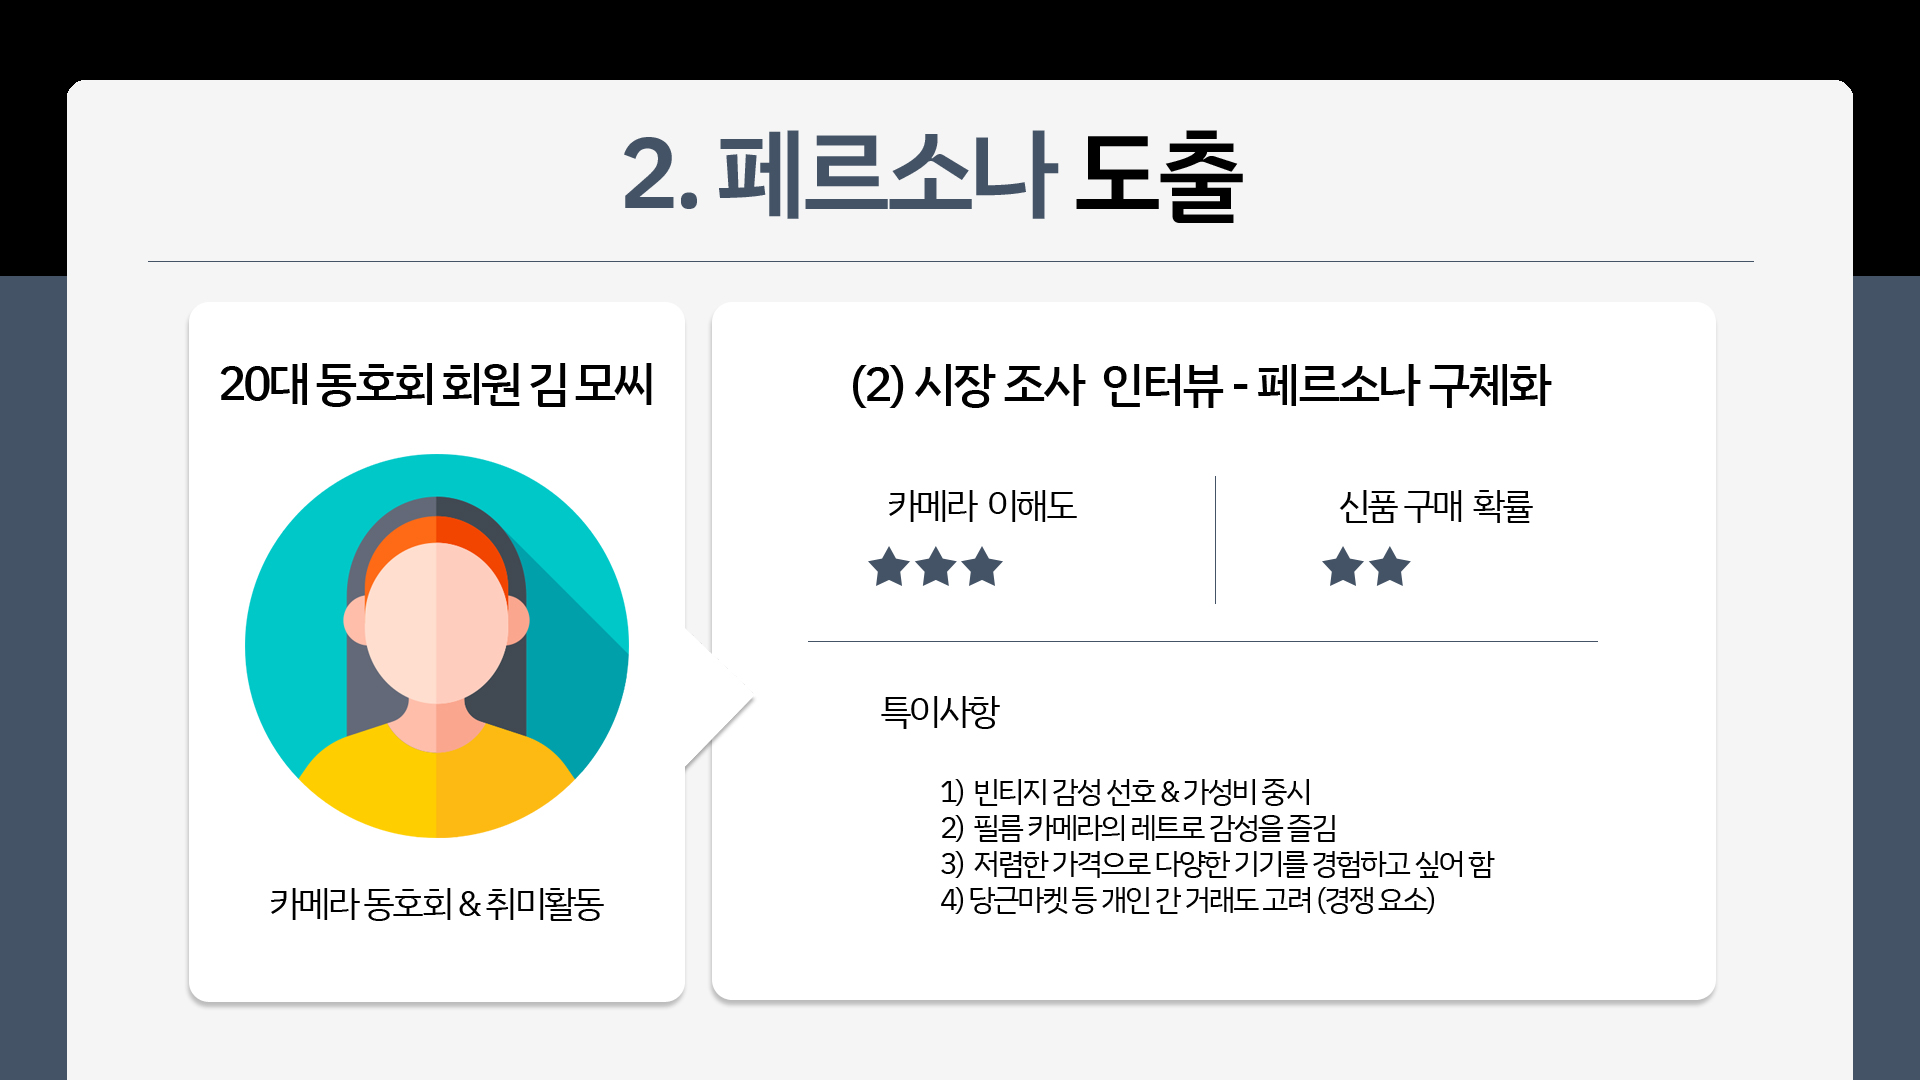 2. 페르소나 도출
20대 동호회 회원 김 모씨
카메라 동호회 & 취미활동
(2) 시장 조사 인터뷰 - 페르소나 구체화
카메라 이해도
★★★
신품 구매 확률
★★
특이사항
1) 빈티지 감성 선호 & 가성비 중시
2) 필름 카메라의 레트로 감성을 즐김
3) 저렴한 가격으로 다양한 기기를 경험하고 싶어 함
4) 당근마켓 등 개인 간 거래도 고려 (경쟁 요소)